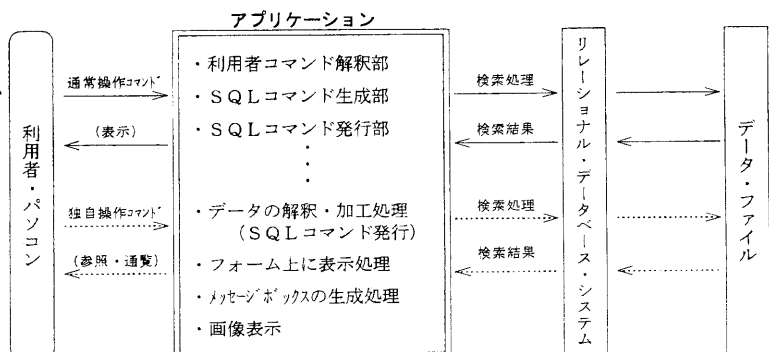 アプリケーション
利用者・パソコン
通常操作コマンド
(表示)
独自操作コマンド
(参照・通覧)
・利用者コマンド解釈部
・SQLコマンド生成部
・SQLコマンド発行部
・
・
・
・データの解釈・加工処理
(SQLコマンド発行)
・フォーム上に表示処理
・メッセージボックスの生成処理
・画像表示
検索処理
検索結果
検索処理
検索結果
リレーショナル・データベース・システム
データ・ファイル